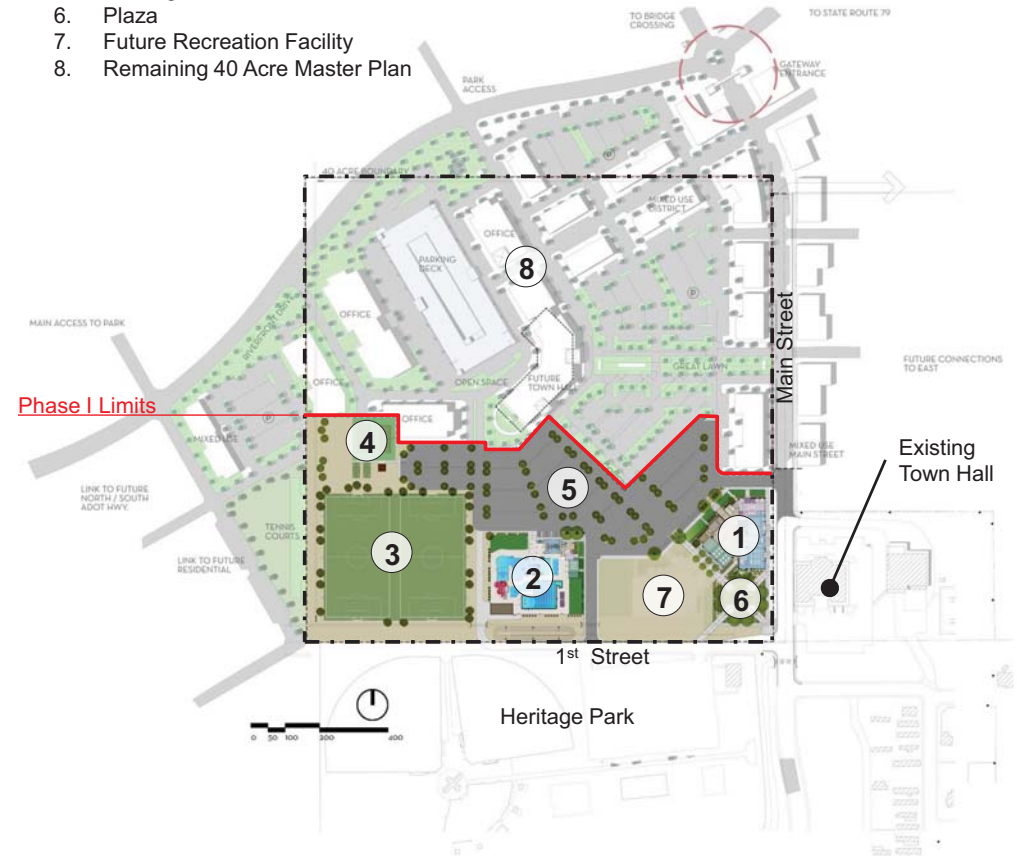 6. Plaza
7. Future Recreation Facility
8. Remaining 40 Acre Master Plan
TO BRIDGE
CROSSING
TO STATE ROUTE 79
GATEWAY
ENTRANCE
PARK
ACCESS
40 ACRE BOUNDARY
P
MIXED USE
DISTRICT
OFFICE
PARKING
DECK
8
P
OFFICE
MAIN ACCESS TO PARK
RIVERFRONT DRIVE
Main Street
FUTURE CONNECTIONS
TO EAST
GREAT LAWN
OFFICE
OPEN SPACE
FUTURE
TOWN HALL
Phase I Limits
P
OFFICE
MIXED USE
4
MIXED USE
MAIN STREET
Existing
Town Hall
LINK TO FUTURE
NORTH / SOUTH
ADOT HWY.
5
TENNIS
COURTS
1
3
LINK TO FUTURE
RESIDENTIAL
2
7
6
1st Street
Heritage Park
0 50 100 200 400